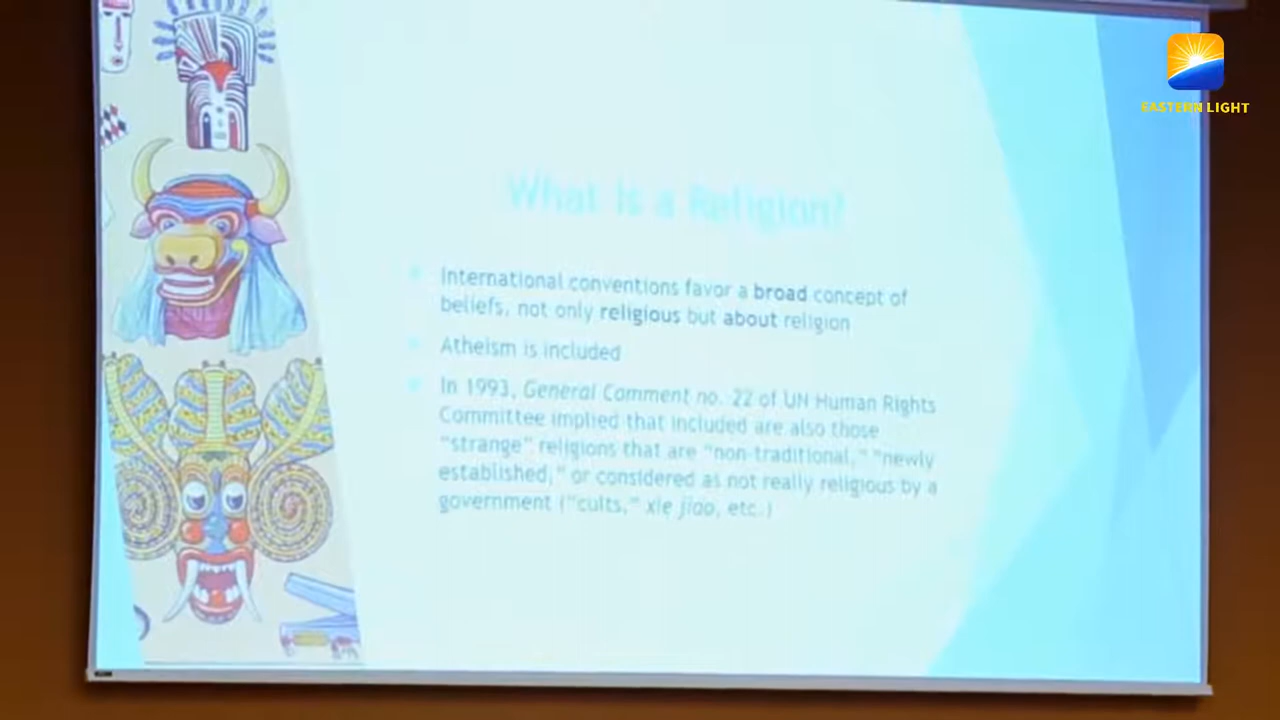 EASTERN LIGHT
What is a Religion?
International conventions favor a broad concept of
beliefs, not only religious but about religion
Atheism is included
In 1993, General Comment no. 22 of UN Human Rights
Committee implied that included are also those
"strange" religions that are "non-traditional," "newly
established," or considered as not really religious by a
government ("cults," xie jiao, etc.)